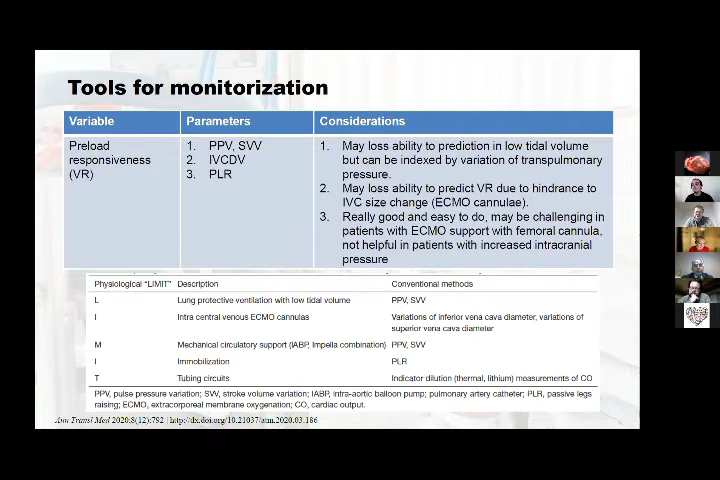 Tools for monitorization
Variable Parameters Considerations
Preload responsiveness (VR)
1. PPV, SVV
2. IVCDV
3. PLR
1. May loss ability to prediction in low tidal volume
but can be indexed by variation of transpulmonary
pressure.
2. May loss ability to predict VR due to hindrance to
IVC size change (ECMO cannulae).
3. Really good and easy to do, may be challenging in
patients with ECMO support with femoral cannula,
not helpful in patients with increased intracranial
pressure
Physiological "LIMIT" Description Conventional methods
L Lung protective ventilation with low tidal volume PPV, SVV
I Intra central venous ECMO cannulas Variations of inferior vena cava diameter, variations of
superior vena cava diameter
M Mechanical circulatory support (IABP, Impella combination) PPV, SVV
I Immobilization PLR
T Tubing circuits Indicator dilution (thermal, lithium) measurements of CO
PPV, pulse pressure variation; SVV, stroke volume variation; IABP, intra-aortic balloon pump; pulmonary artery catheter; PLR, passive legs
raising; ECMO, extracorporeal membrane oxygenation; CO, cardiac output.
Ann Transl Med 2020;8(12):792 | http://dx.doi.org/10.21037/atm.2020.03.186